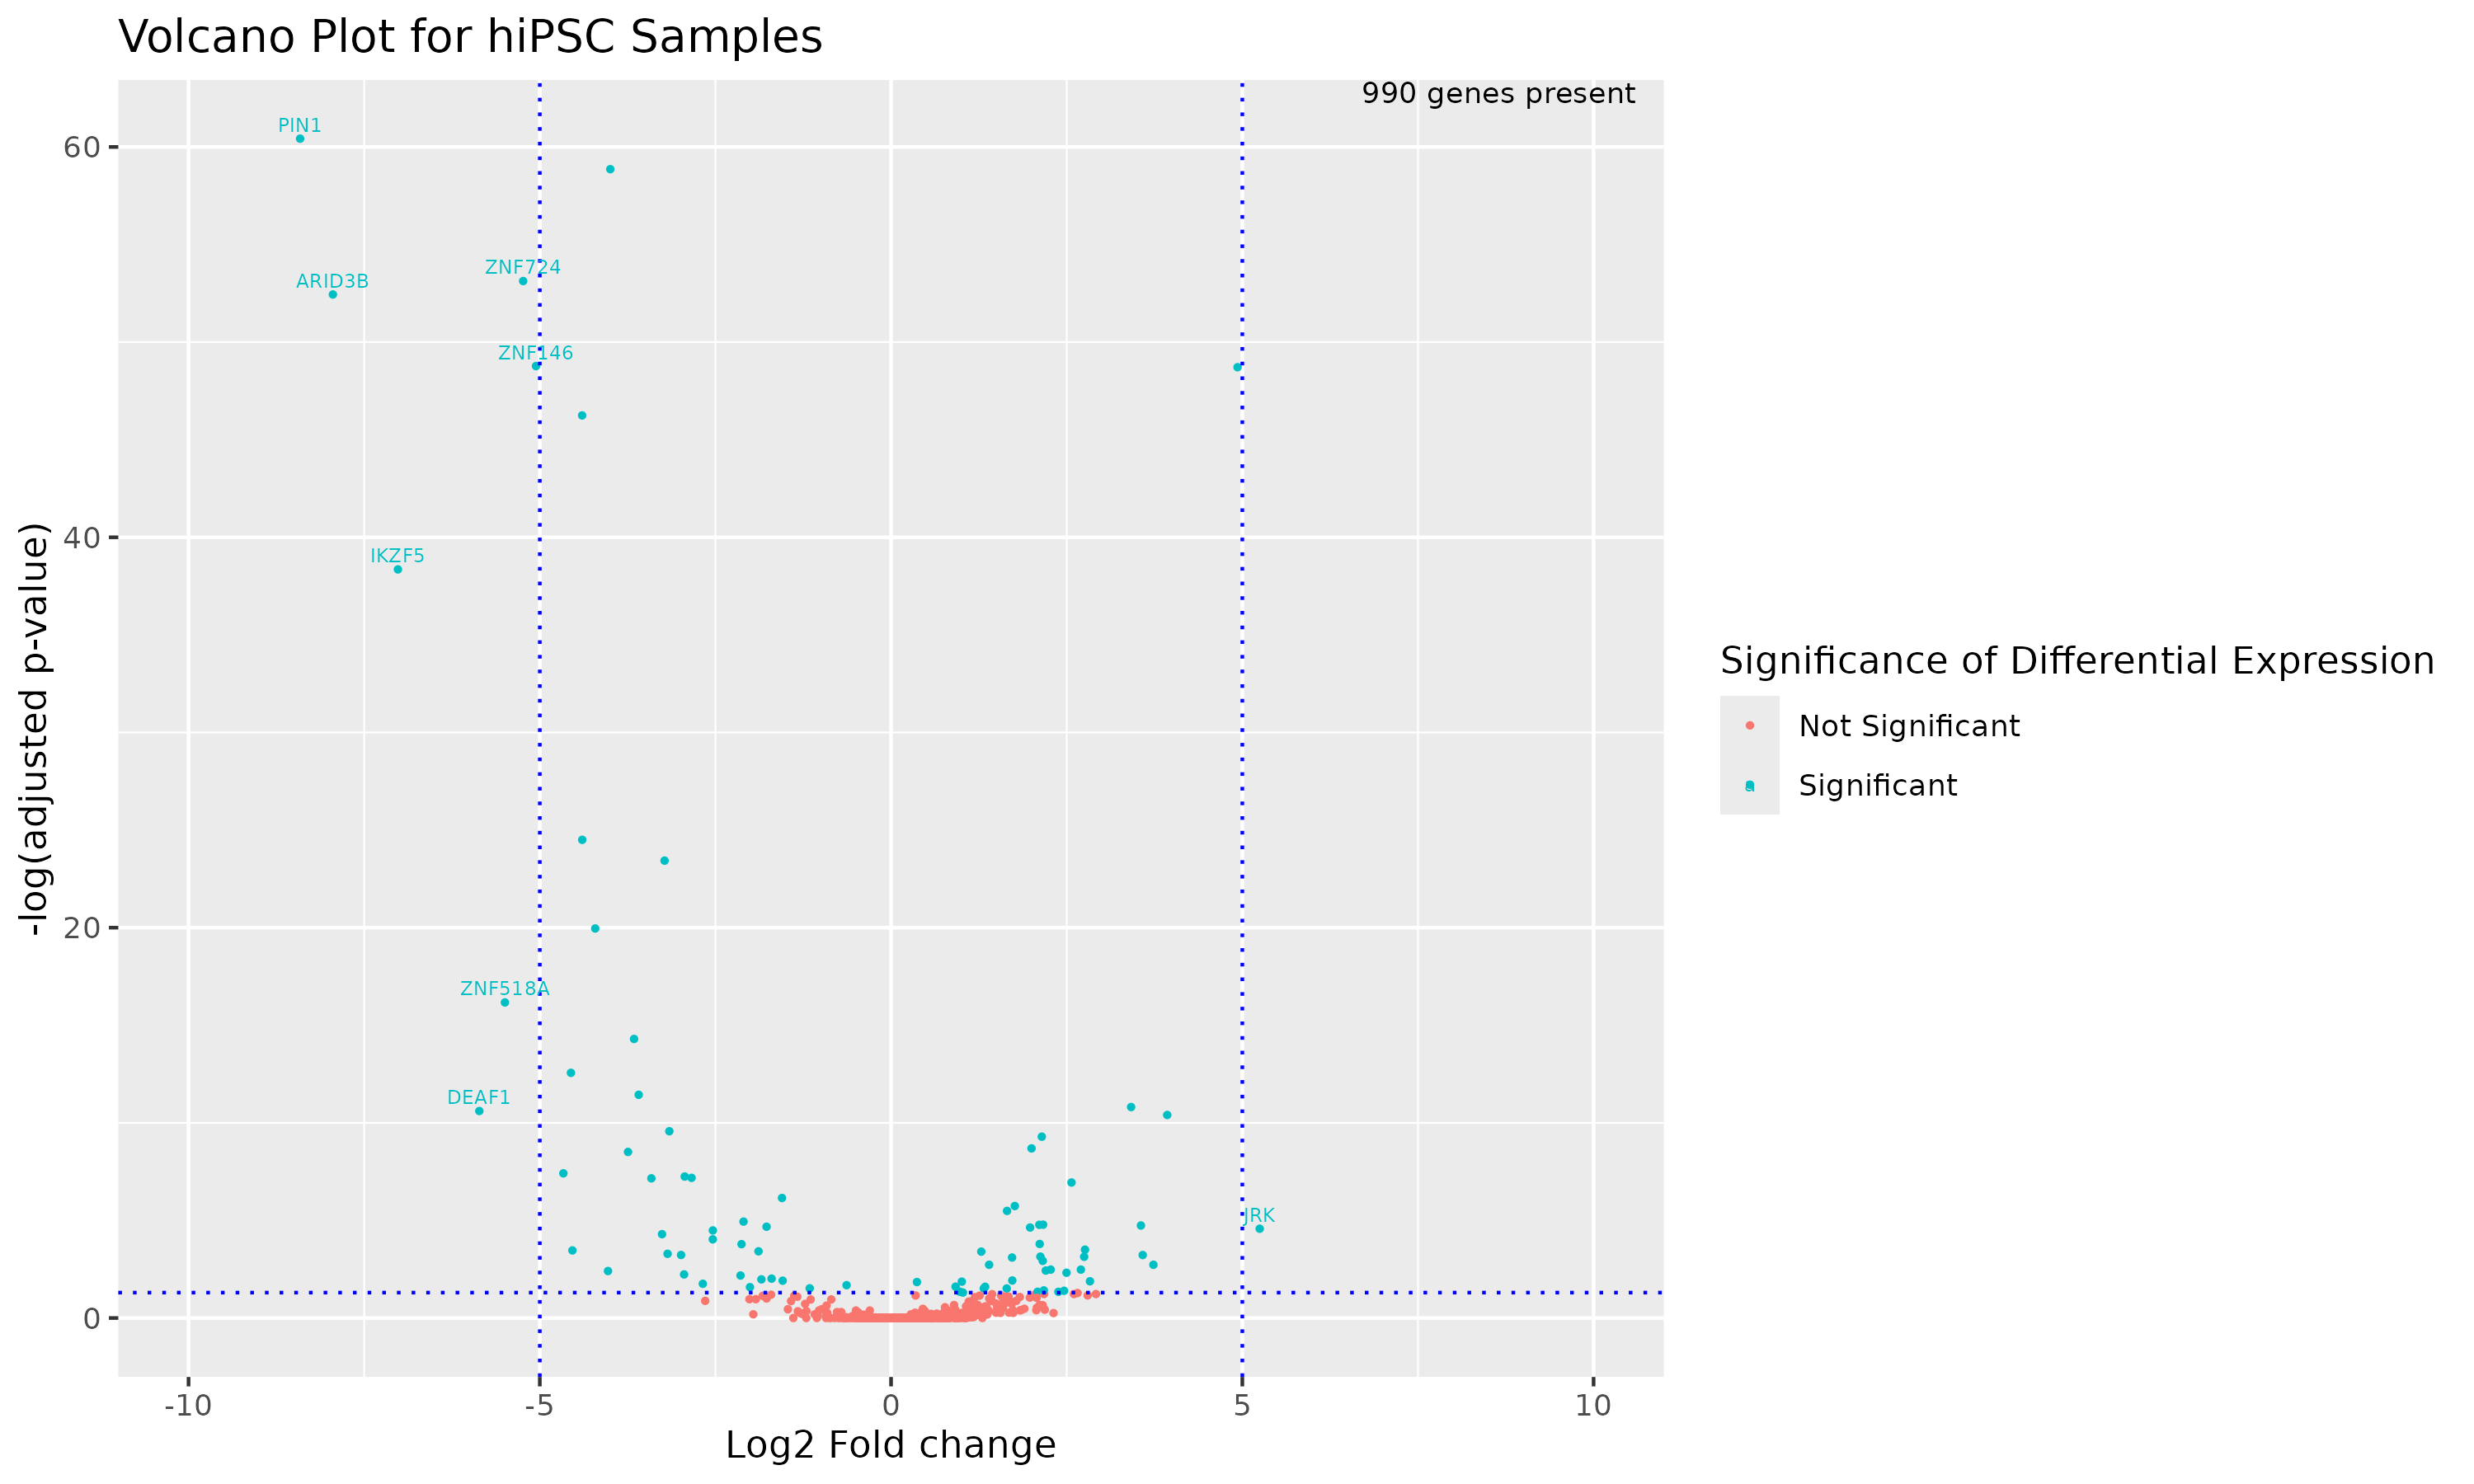 Volcano Plot for hiPSC Samples
990 genes present
PIN1
ZNF724
ARID3B
ZNF146
IKZF5
ZNF518A
DEAF1
JRK
60
40
20
0
-log(adjusted p-value)
-10
-5
0
5
10
Log2 Fold change
Significance of Differential Expression
Not Significant
a
Significant